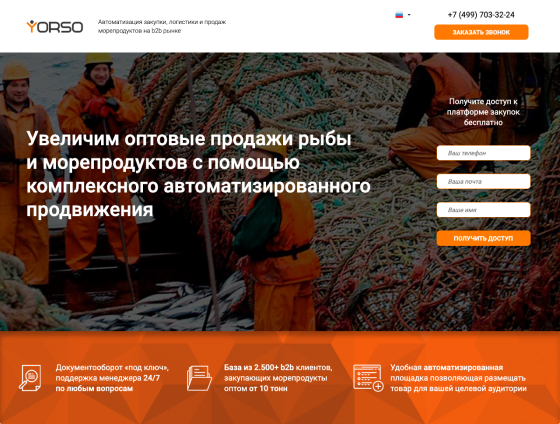 YORSO
Автоматизация закупки, логистики и продаж
морепродуктов на b2b рынке
+7 (499) 703-32-24
ЗАКАЗАТЬ ЗВОНОК
Увеличим оптовые продажи рыбы
и морепродуктов с помощью
комплексного автоматизированного
продвижения
Получите доступ к
платформе закупок
бесплатно
Ваш телефон
Ваша почта
Ваше имя
ПОЛУЧИТЬ ДОСТУП
Документооборот «под ключ»,
поддержка менеджера 24/7
по любым вопросам
База из 2.500+ b2b клиентов,
закупающих морепродукты
оптом от 10 тонн
Удобная автоматизированная
площадка позволяющая размещать
товар для вашей целевой аудитории